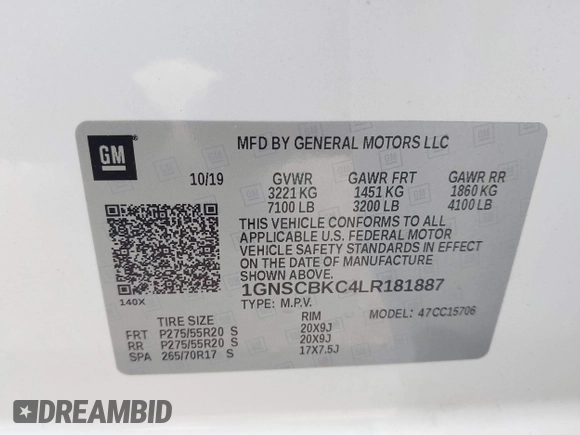 GM
MFD BY GENERAL MOTORS LLC
10/19 GVWR GAWR FRT GAWR RR
3221 KG 1451 KG 1860 KG
7100 LB 3200 LB 4100 LB
THIS VEHICLE CONFORMS TO ALL
APPLICABLE U.S. FEDERAL MOTOR
VEHICLE SAFETY STANDARDS IN EFFECT
ON THE DATE OF MANUFACTURE SHOWN
ABOVE.
1GNSCBKC4LR181887
140X TYPE: M.P.V. MODEL: 47CC15706
TIRE SIZE RIM
FRT P275/55R20 S 20X9J
RR P275/55R20 S 20X9J
SPA 265/70R17 S 17X7.5J
DREAMBID